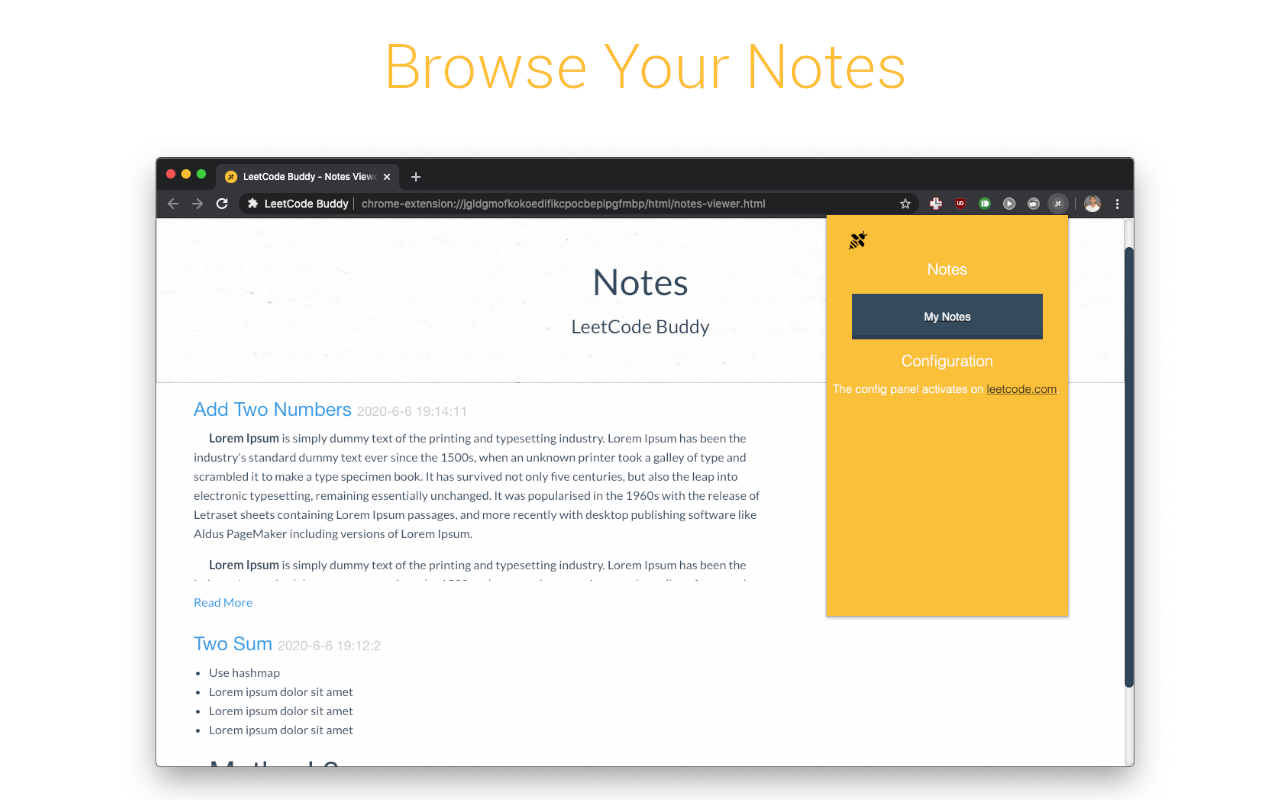 Browse Your Notes
LeetCode Buddy - Notes View
LeetCode Buddy | chrome-extension://jgldgmofkokoedifikcpocbepipgfmbp/html/notes-viewer.html
Notes
LeetCode Buddy
Notes
My Notes
Configuration
The config panel activates on leetcode.com.
Add Two Numbers 2020-6-6 19:14:11
Lorem Ipsum is simply dummy text of the printing and typesetting industry. Lorem Ipsum has been the
industry's standard dummy text ever since the 1500s, when an unknown printer took a galley of type and
scrambled it to make a type specimen book. It has survived not only five centuries, but also the leap into
electronic typesetting, remaining essentially unchanged. It was popularised in the 1960s with the release of
Letraset sheets containing Lorem Ipsum passages, and more recently with desktop publishing software like
Aldus PageMaker including versions of Lorem Ipsum.
Lorem Ipsum is simply dummy text of the printing and typesetting industry. Lorem Ipsum has been the
Read More
Two Sum 2020-6-6 19:12:2
Use hashmap
Lorem ipsum dolor sit amet
Lorem ipsum dolor sit amet
Lorem ipsum dolor sit amet